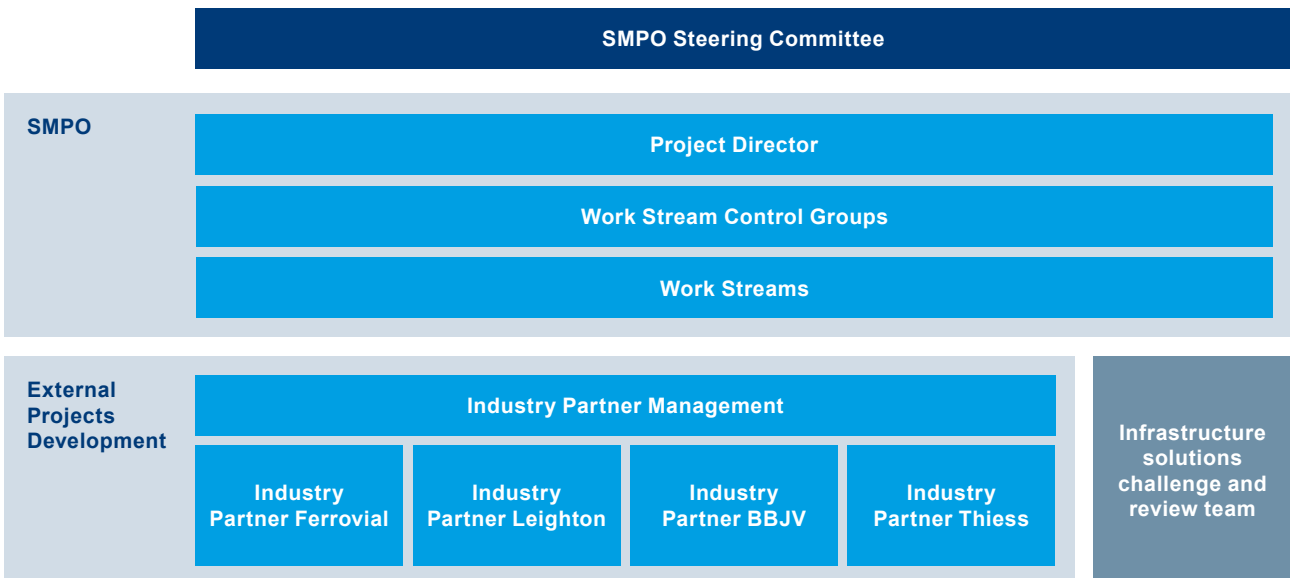 SMPO Steering Committee
SMPO
Project Director
Work Stream Control Groups
Work Streams
External
Projects
Development
Industry Partner Management
Industry
Partner Ferrovial
Industry
Partner Leighton
Industry
Partner BBJV
Industry
Partner Thiess
Infrastructure
solutions
challenge and
review team